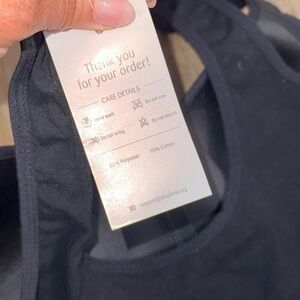 Thank you
for your order!
CARE DETAILS
Hand wash Do not iron
Do not wring Do not bleach
Polyester 15% Cotton